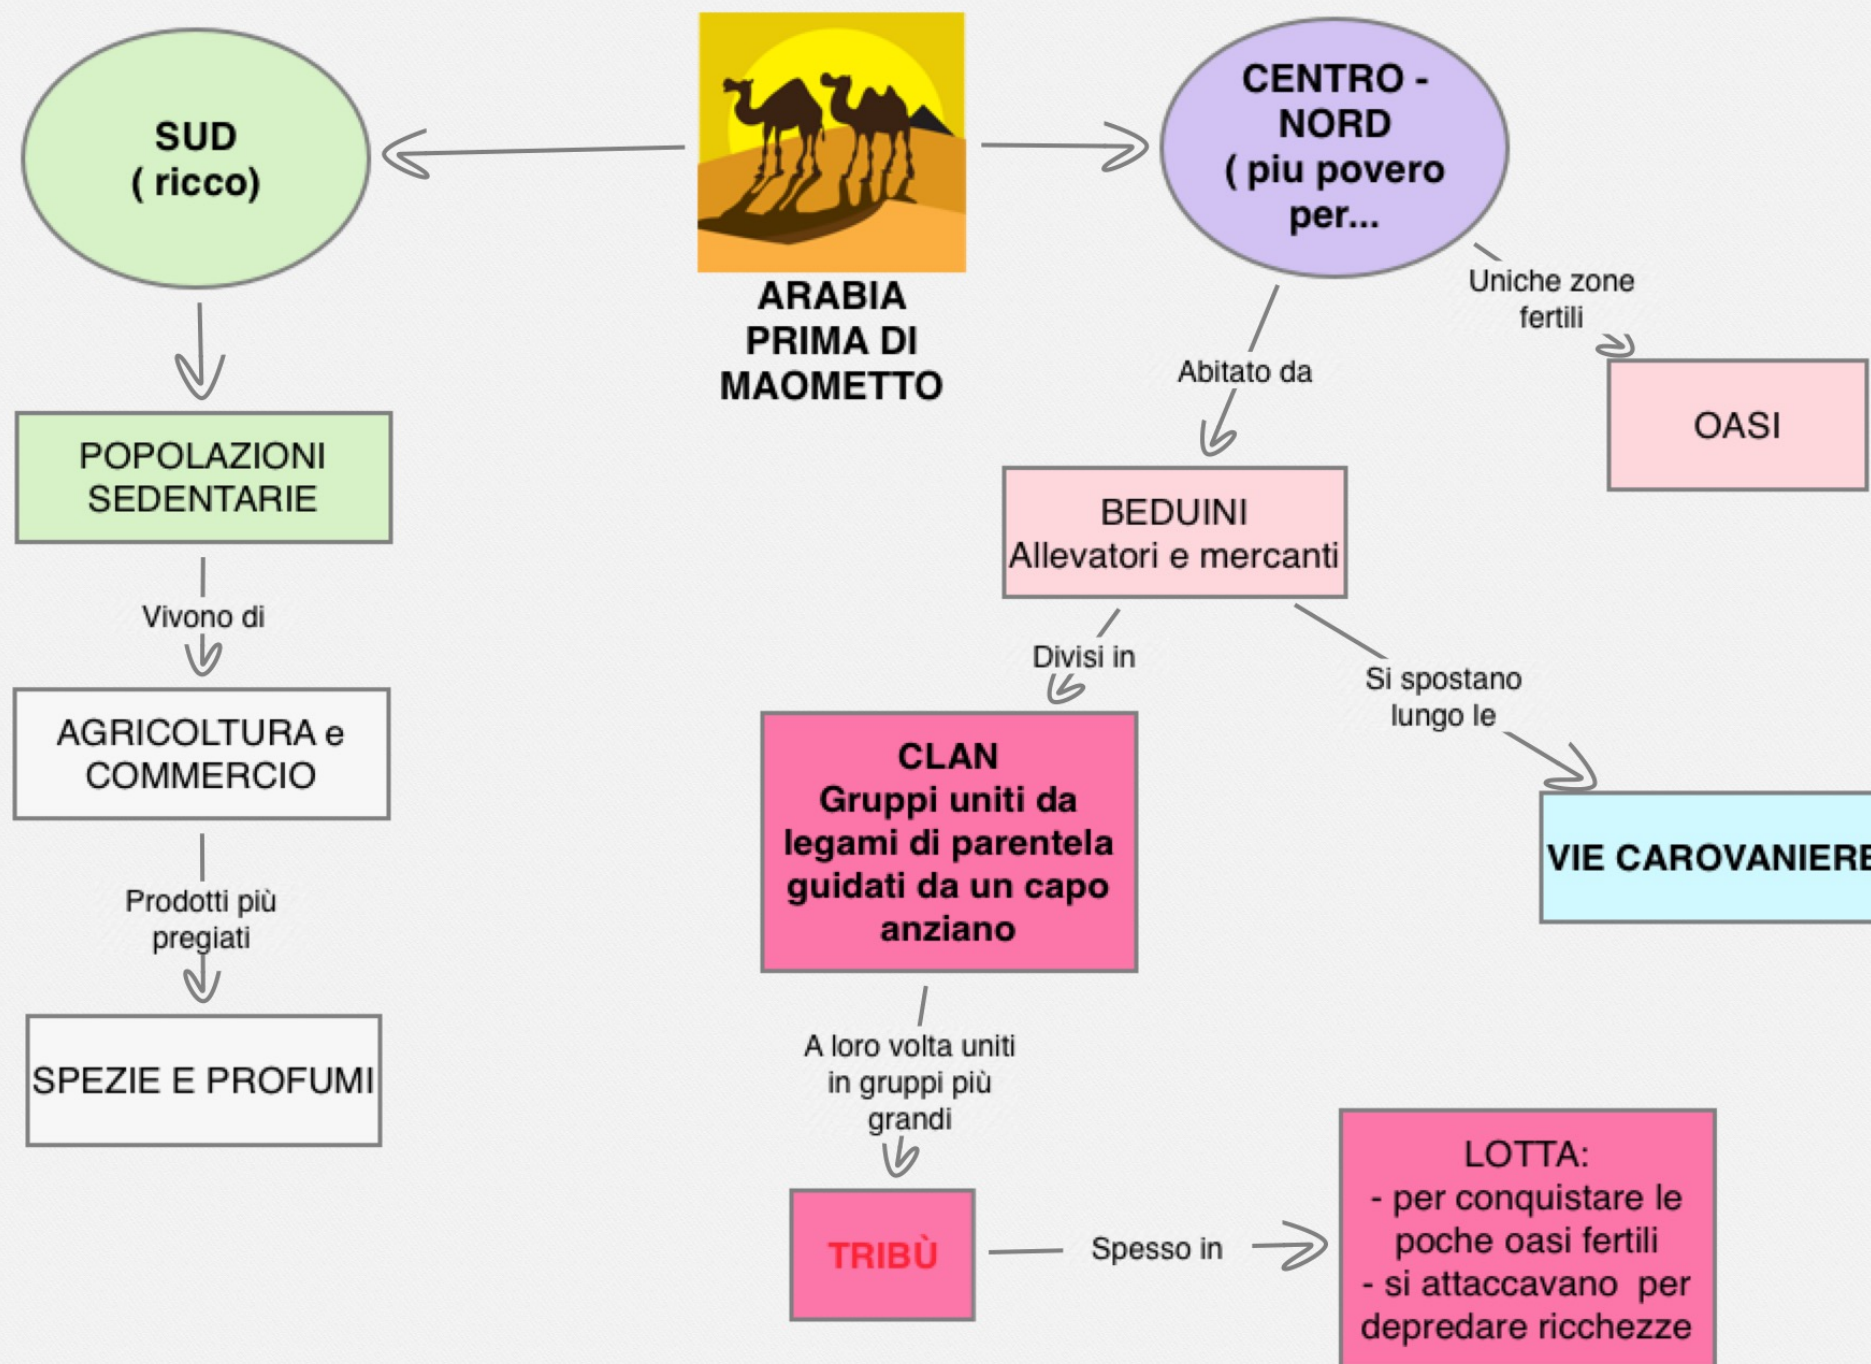 SUD
( ricco)
ARABIA
PRIMA DI
MAOMETTO
CENTRO -
NORD
( piu povero
per...
Uniche zone
fertili
OASI
Abitato da
POPOLAZIONI
SEDENTARIE
BEDUINI
Allevatori e mercanti
Vivono di
Divisi in
Si spostano
lungo le
AGRICOLTURA e
COMMERCIO
CLAN
Gruppi uniti da
legami di parentela
guidati da un capo
anziano
VIE CAROVANIERE
Prodotti più
pregiati
SPEZIE E PROFUMI
A loro volta uniti
in gruppi più
grandi
TRIBÙ
Spesso in
LOTTA:
- per conquistare le
poche oasi fertili
- si attaccavano  per
depredare ricchezze